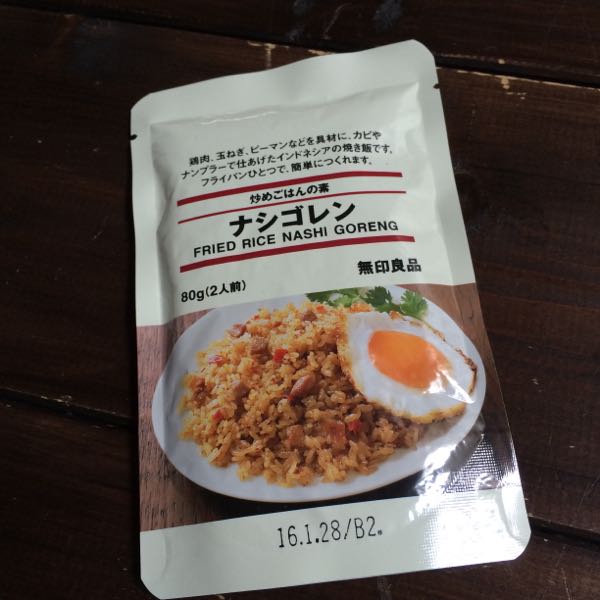 鶏肉、玉ねぎ、ピーマンなどを具材に、カピや
ナンプラーで仕あげたインドネシアの焼き飯です。
フライパンひとつで、簡単につくれます。
炒めごはんの素
ナシゴレン
FRIED RICE NASHI GORENG
無印良品
80g(2人前)
16.1.28/B2.